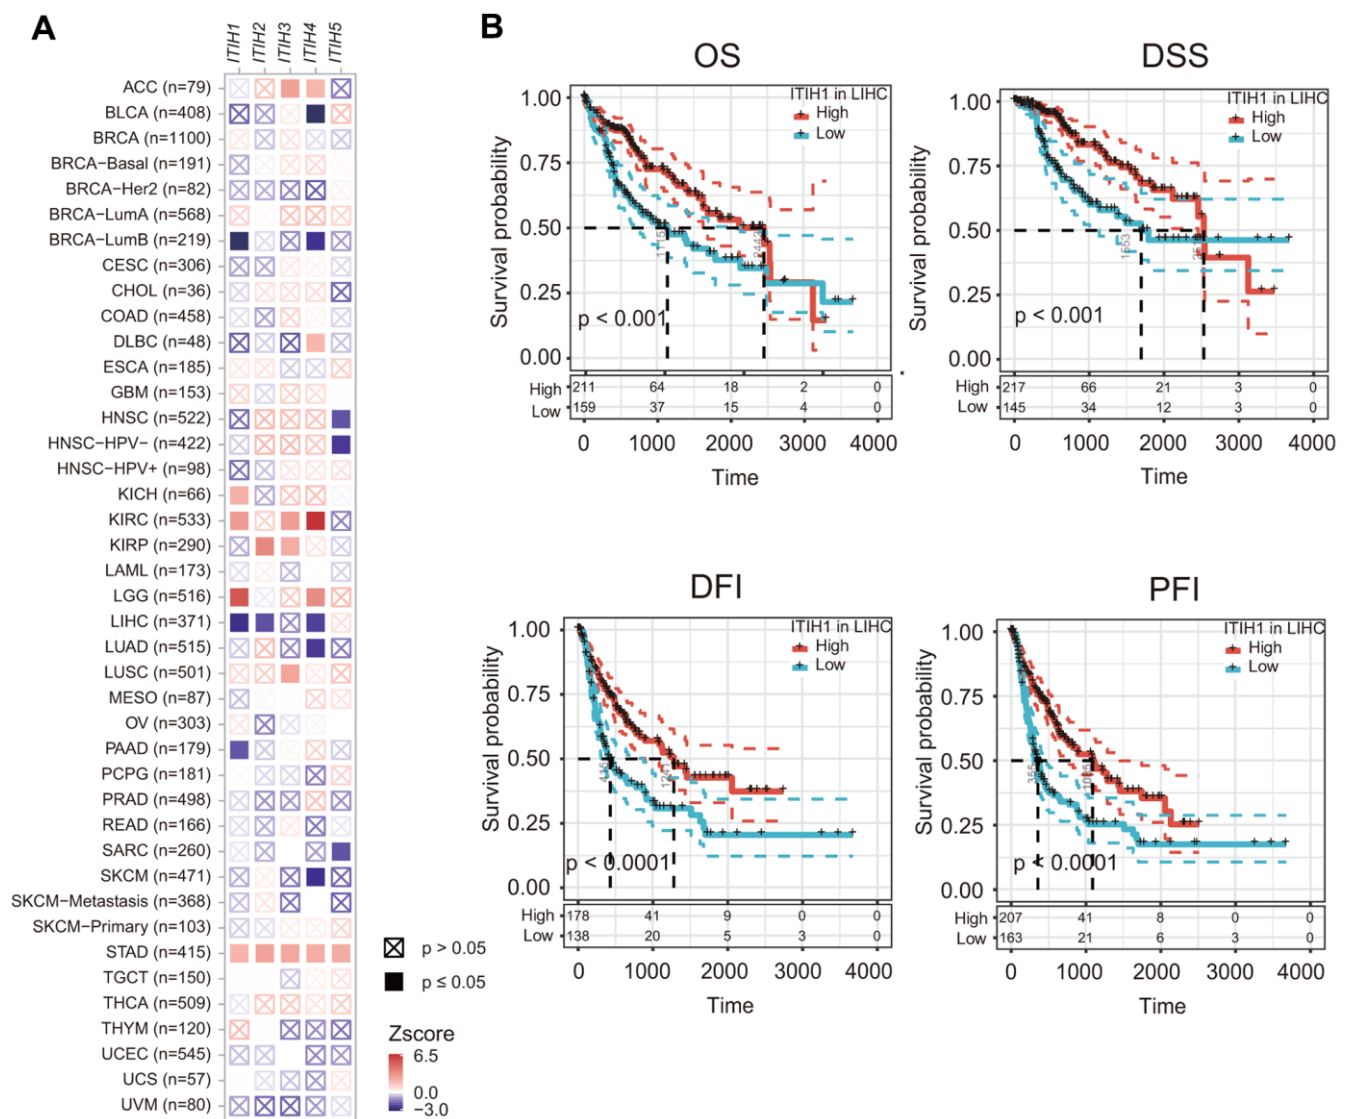 A
ITIH1 ITIH2 ITIH3 ITIH4 ITIH5
ACC (n=79)
BLCA (n=408)
BRCA (n=1100)
BRCA−Basal (n=191)
BRCA−Her2 (n=82)
BRCA−LumA (n=568)
BRCA−LumB (n=219)
CESC (n=306)
CHOL (n=36)
COAD (n=458)
DLBC (n=48)
ESCA (n=185)
GBM (n=153)
HNSC (n=522)
HNSC−HPV− (n=422)
HNSC−HPV+ (n=98)
KICH (n=66)
KIRC (n=533)
KIRP (n=290)
LAML (n=173)
LGG (n=516)
LIHC (n=371)
LUAD (n=515)
LUSC (n=501)
MESO (n=87)
OV (n=303)
PAAD (n=179)
PCPG (n=181)
PRAD (n=498)
READ (n=166)
SARC (n=260)
SKCM (n=471)
SKCM−Metastasis (n=368)
SKCM−Primary (n=103)
STAD (n=415)
TGCT (n=150)
THCA (n=509)
THYM (n=120)
UCEC (n=545)
UCS (n=57)
UVM (n=80)
p > 0.05
p ≤ 0.05
Zscore
6.5
0.0
−3.0
B
OS
ITIH1 in LIHC
High
Low
Survival probability
1.00
0.75
0.50
0.25
0.00
p < 0.001
High 211 64 18 2 0
Low 159 37 15 4 0
0 1000 2000 3000 4000
Time
DSS
ITIH1 in LIHC
High
Low
Survival probability
1.00
0.75
0.50
0.25
0.00
p < 0.001
High 217 66 21 3 0
Low 145 34 12 3 0
0 1000 2000 3000 4000
Time
DFI
ITIH1 in LIHC
High
Low
Survival probability
1.00
0.75
0.50
0.25
0.00
p < 0.0001
High 178 41 9 0 0
Low 138 20 5 3 0
0 1000 2000 3000 4000
Time
PFI
ITIH1 in LIHC
High
Low
Survival probability
1.00
0.75
0.50
0.25
0.00
355
p < 0.0001
High 207 41 8 0 0
Low 163 21 6 3 0
0 1000 2000 3000 4000
Time